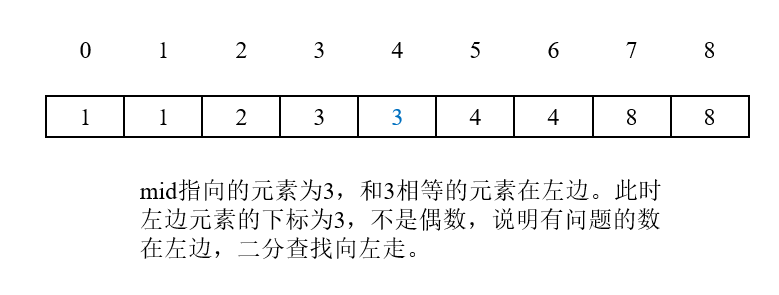 0 1 2 3 4 5 6 7 8
1 1 2 3 3 4 4 8 8
mid指向的元素为3，和3相等的元素在左边。此时
左边元素的下标为3，不是偶数，说明有问题的数
在左边，二分查找向左走。